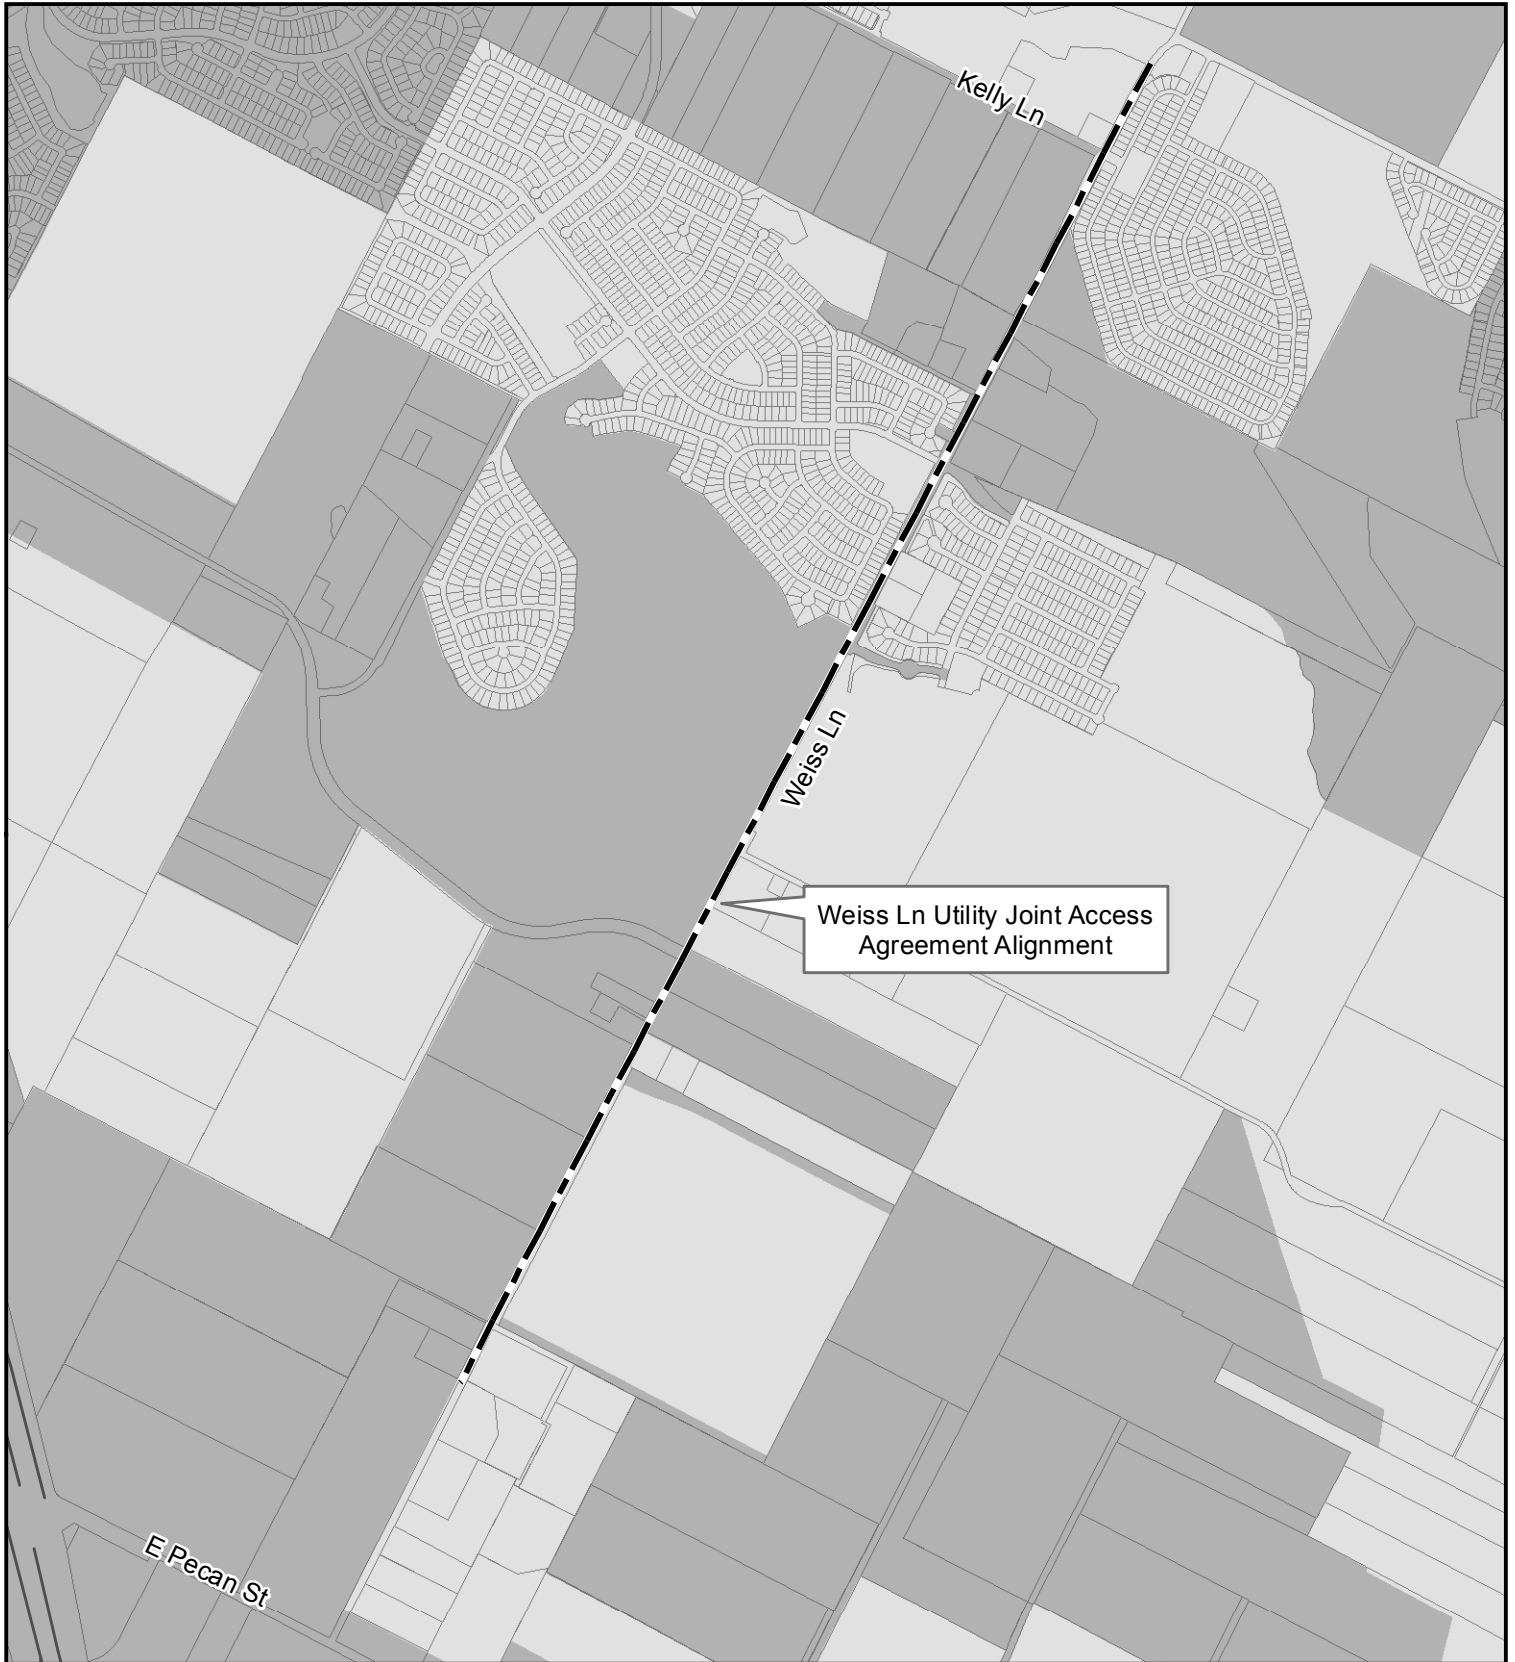 Kelly Ln
Weiss Ln
Weiss Ln Utility Joint Access
Agreement Alignment
E Pecan St